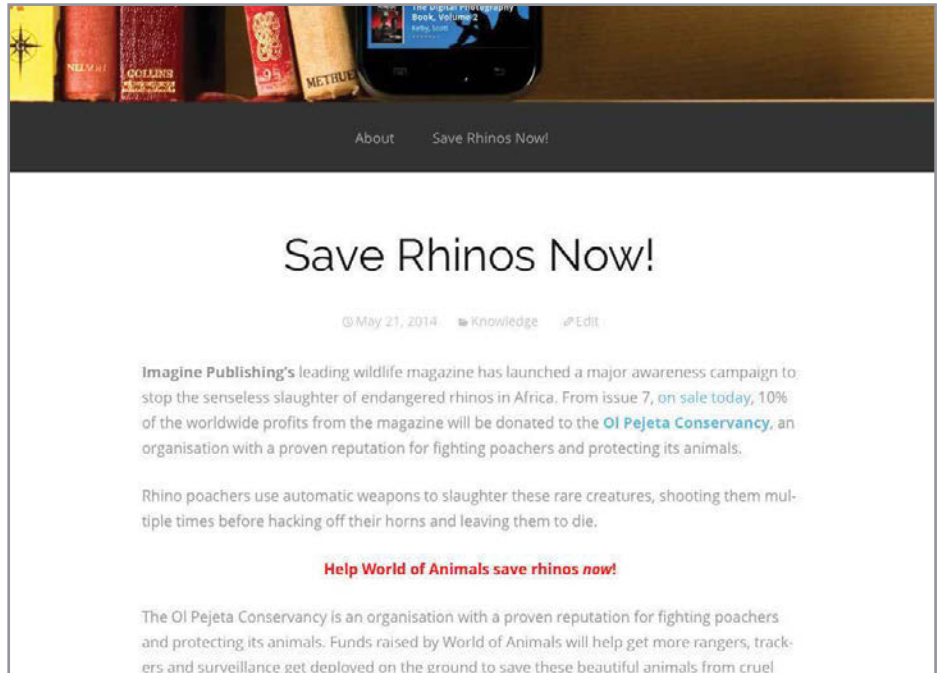 The Digital Photography
Book, Volume 2
Kelby, Scott
NELSON
COLLINS
95
METHUE
About Save Rhinos Now!
Save Rhinos Now!
May 21, 2014 Knowledge Edit
Imagine Publishing's leading wildlife magazine has launched a major awareness campaign to
stop the senseless slaughter of endangered rhinos in Africa. From issue 7, on sale today, 10%
of the worldwide profits from the magazine will be donated to the Ol Pejeta Conservancy, an
organisation with a proven reputation for fighting poachers and protecting its animals.
Rhino poachers use automatic weapons to slaughter these rare creatures, shooting them mul-
tiple times before hacking off their horns and leaving them to die.
Help World of Animals save rhinos now!
The Ol Pejeta Conservancy is an organisation with a proven reputation for fighting poachers
and protecting its animals. Funds raised by World of Animals will help get more rangers, track-
ers and surveillance get deployed on the ground to save these beautiful animals from cruel